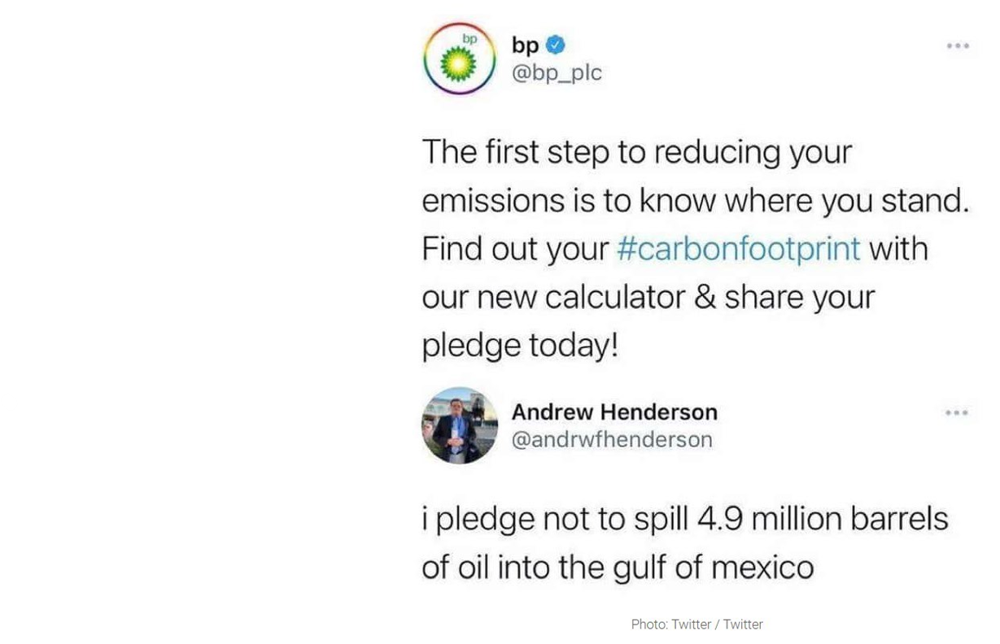 bp
bp
@bp_plc
The first step to reducing your
emissions is to know where you stand.
Find out your #carbonfootprint with
our new calculator & share your
pledge today!
Andrew Henderson
@andrwfhenderson
i pledge not to spill 4.9 million barrels
of oil into the gulf of mexico
Photo: Twitter / Twitter